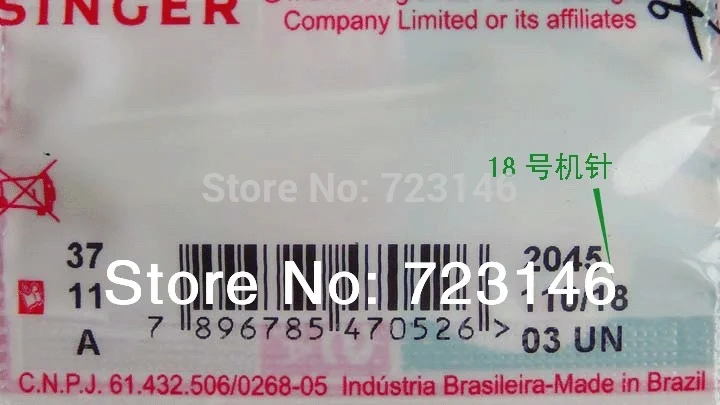 SINGER
Company Limited or its affiliates
18 号机针
Store No: 723146
37
11
A
2045
110/18
03 UN
Store No: 723146
7 896785 470526 >
C.N.P.J. 61.432.506/0268-05 Indústria Brasileira-Made in Brazil